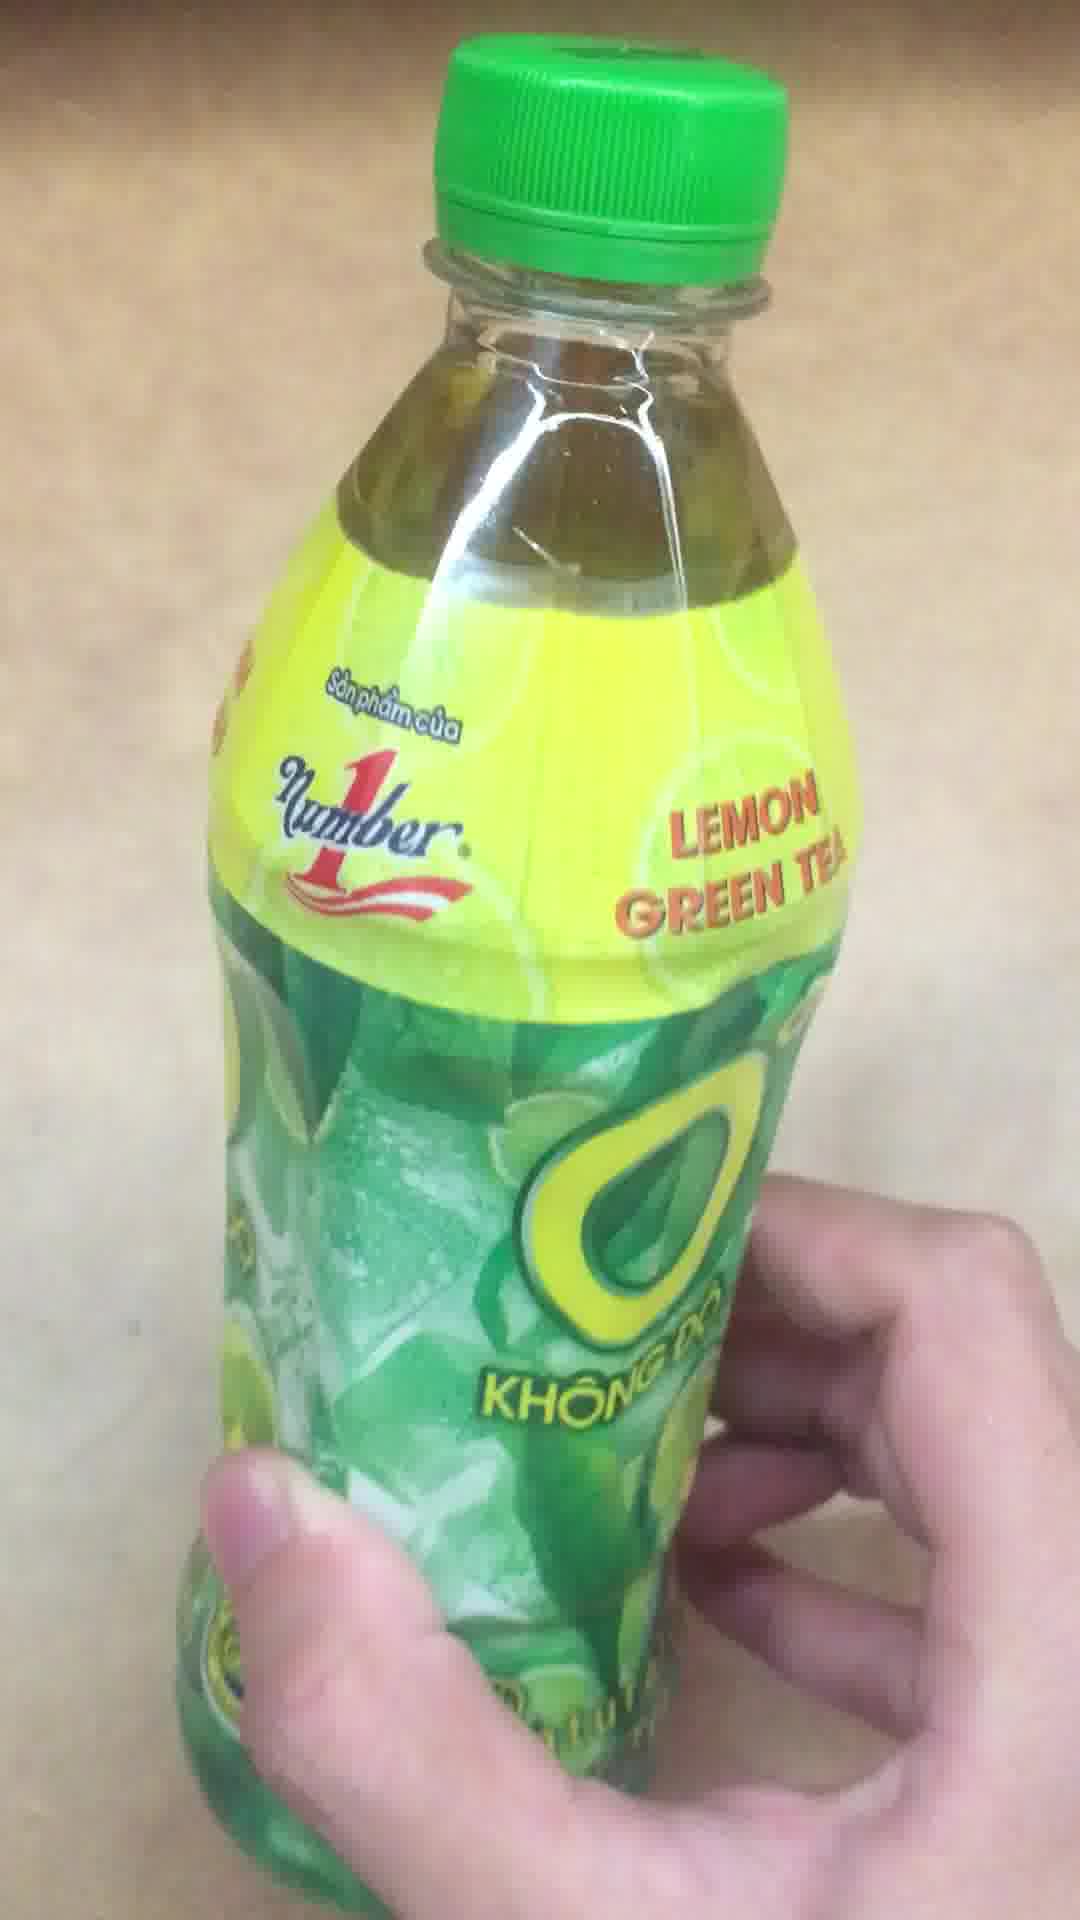 Sản phẩm của
Number 1
LEMON
GREEN TEA
KHÔNG ĐỘ